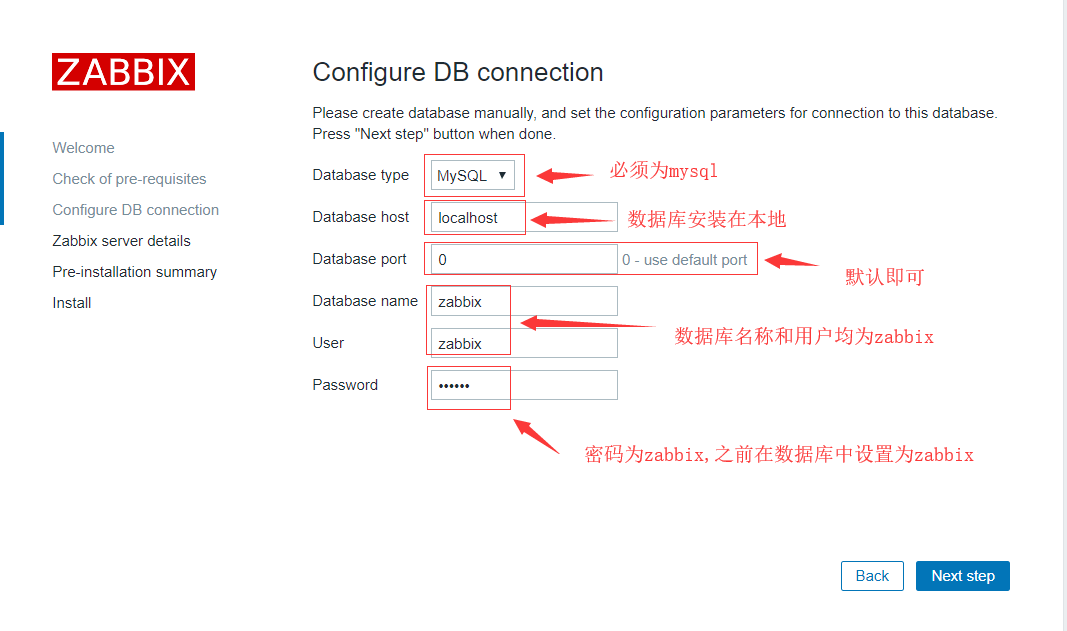 ZABBIX
Welcome
Check of pre-requisites
Configure DB connection
Zabbix server details
Pre-installation summary
Install
Configure DB connection
Please create database manually, and set the configuration parameters for connection to this database.
Press "Next step" button when done.
Database type MySQL ▼ 必须为mysql
Database host localhost 数据库安装在本地
Database port 0 0 - use default port 默认即可
Database name zabbix
User zabbix 数据库名称和用户均为zabbix
Password ••••••
密码为zabbix,之前在数据库中设置为zabbix
Back Next step